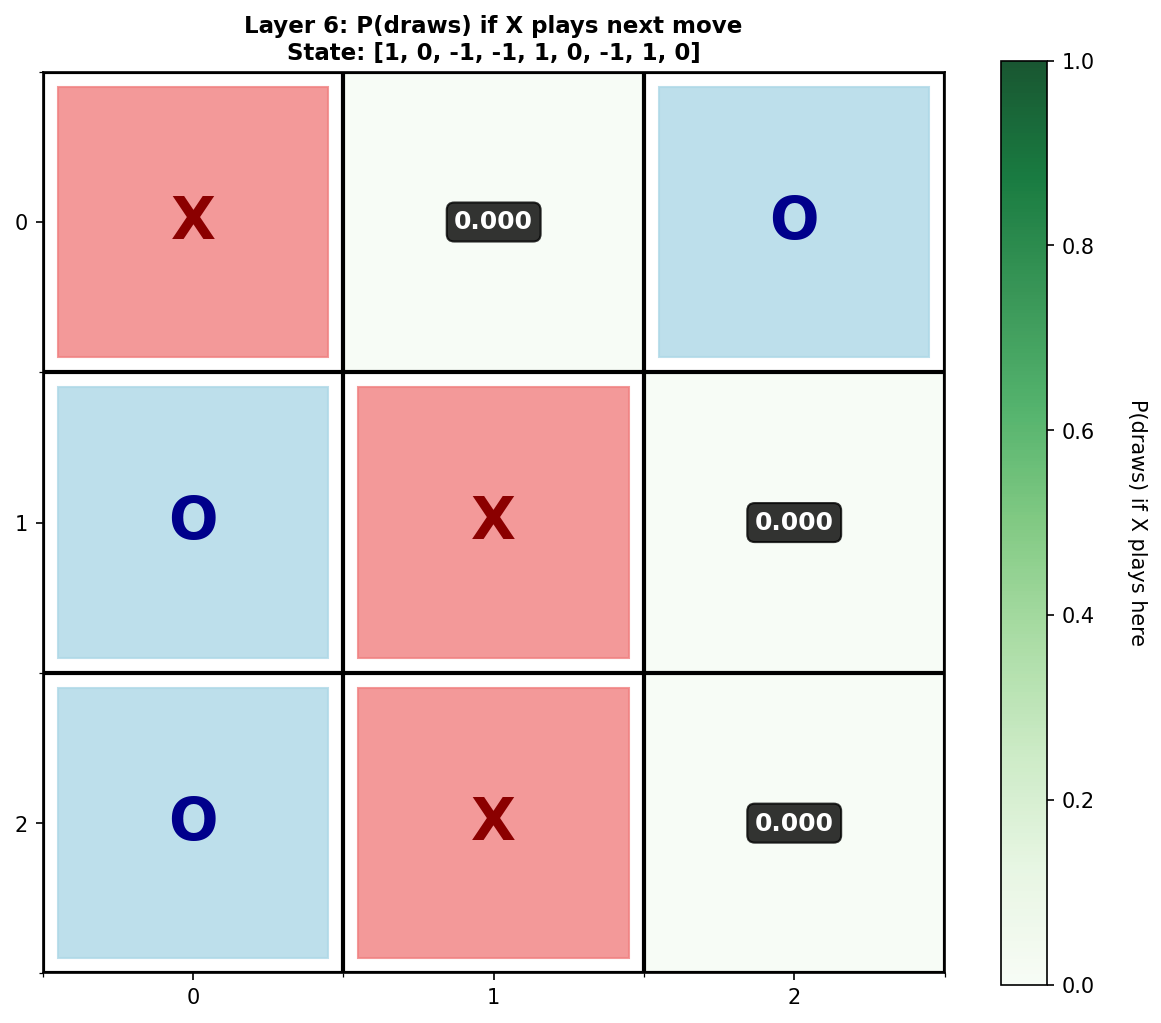 Layer 6: P(draws) if X plays next move
State: [1, 0, -1, -1, 1, 0, -1, 1, 0]
0
X
0.000
O
1
O
X
0.000
2
O
X
0.000
0
1
2
1.0
0.8
0.6
0.4
0.2
0.0
P(draws) if X plays here